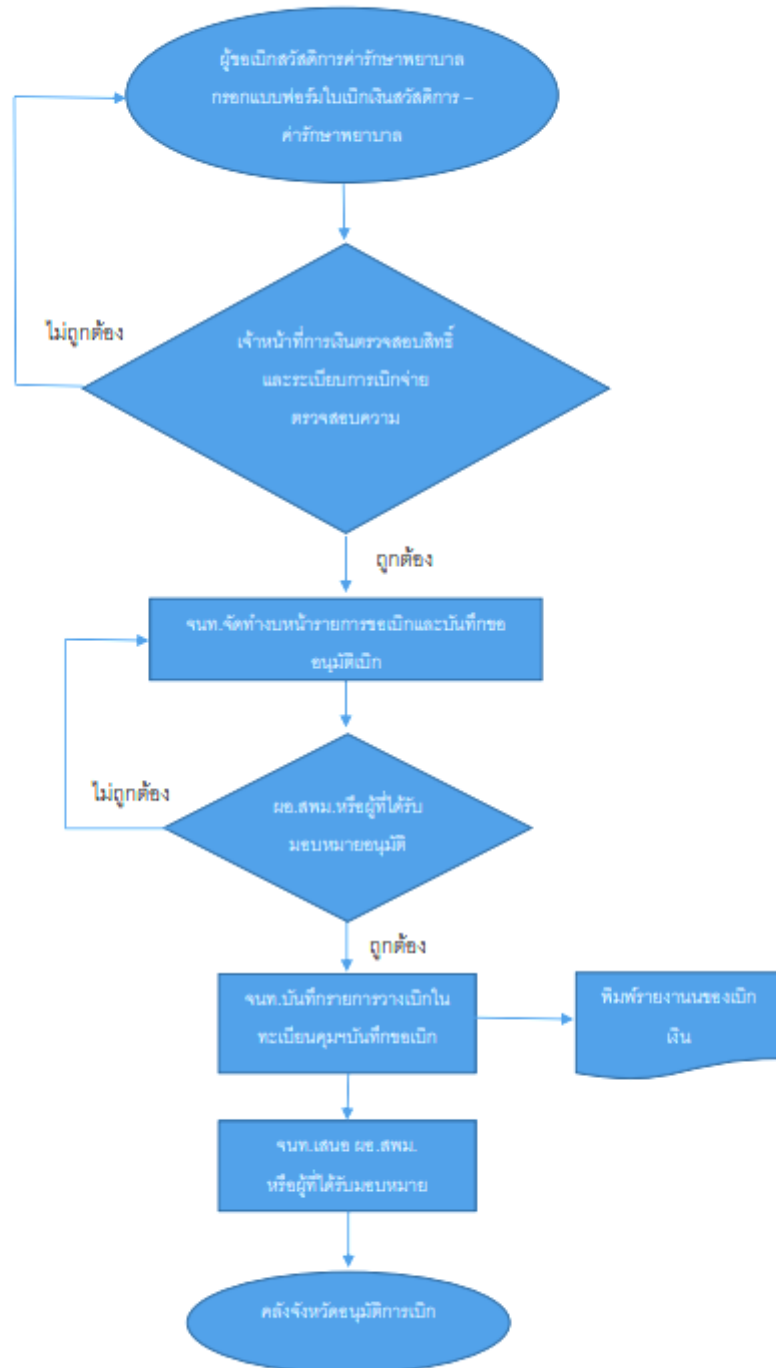 ผู้ขอเบิกสวัสดิการค่ารักษาพยาบาล
กรอกแบบฟอร์มใบเบิกเงินสวัสดิการ –
ค่ารักษาพยาบาล
ไม่ถูกต้อง
เจ้าหน้าที่การเงินตรวจสอบสิทธิ์
และระเบียบการเบิกจ่าย
ตรวจสอบความ
ถูกต้อง
จนท.จัดทำงบหน้ารายการขอเบิกและบันทึกขอ
อนุมัติเบิก
ไม่ถูกต้อง
ผอ.สพม.หรือผู้ที่ได้รับ
มอบหมายอนุมัติ
ถูกต้อง
จนท.บันทึกรายการวางเบิกใน
ทะเบียนคุมฯบันทึกขอเบิก
พิมพ์รายงานนของเบิก
เงิน
จนท.เสนอ ผอ.สพม.
หรือผู้ที่ได้รับมอบหมาย
คลังจังหวัดอนุมัติการเบิก